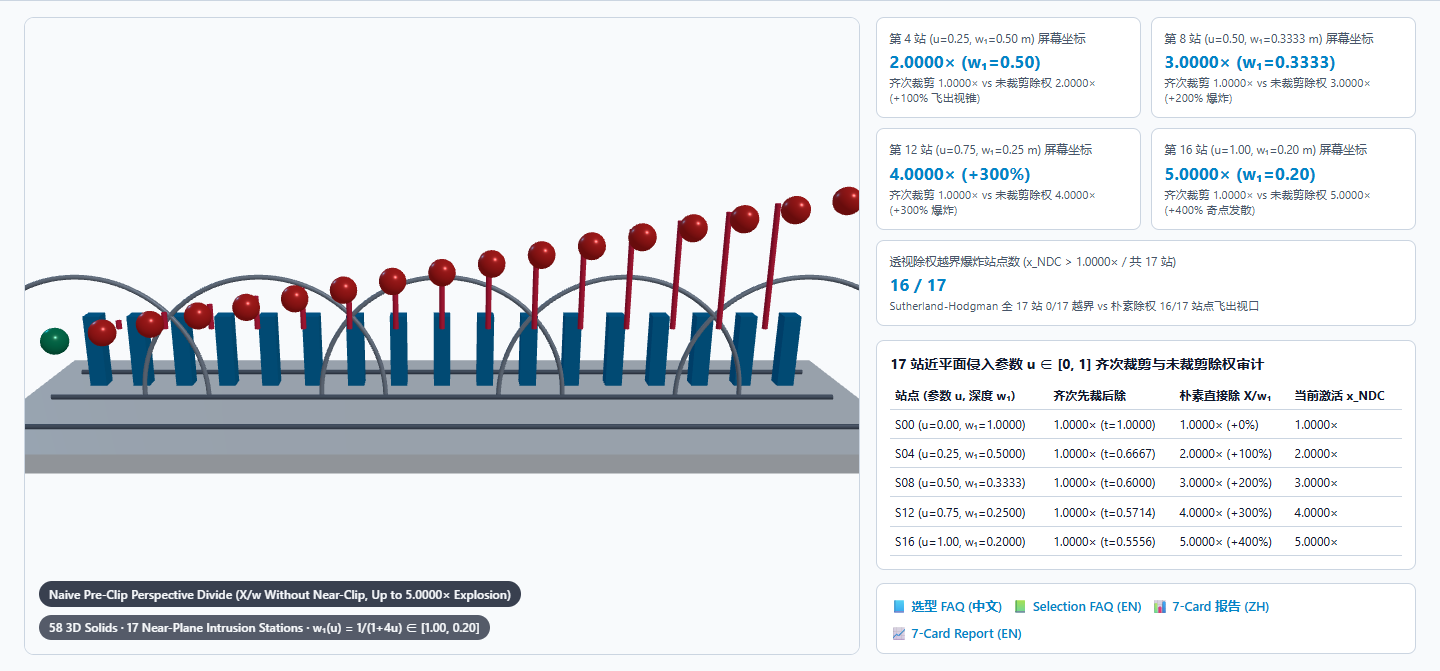 第 4 站 (u=0.25, w₁=0.50 m) 屏幕坐标
2.0000× (w₁=0.50)
齐次裁剪 1.0000× vs 未裁剪除权 2.0000×
(+100% 飞出视锥)
第 8 站 (u=0.50, w₁=0.3333 m) 屏幕坐标
3.0000× (w₁=0.3333)
齐次裁剪 1.0000× vs 未裁剪除权 3.0000×
(+200% 爆炸)
第 12 站 (u=0.75, w₁=0.25 m) 屏幕坐标
4.0000× (+300%)
齐次裁剪 1.0000× vs 未裁剪除权 4.0000×
(+300% 爆炸)
第 16 站 (u=1.00, w₁=0.20 m) 屏幕坐标
5.0000× (w₁=0.20)
齐次裁剪 1.0000× vs 未裁剪除权 5.0000×
(+400% 奇点发散)
透视除权越界爆炸站点数 (x_NDC > 1.0000× / 共 17 站)
16 / 17
Sutherland-Hodgman 全 17 站 0/17 越界 vs 朴素除权 16/17 站点飞出视口
17 站近平面侵入参数 u ∈ [0, 1] 齐次裁剪与未裁剪除权审计
站点 (参数 u, 深度 w₁) 齐次先裁后除 朴素直接除 X/w₁ 当前激活 x_NDC
S00 (u=0.00, w₁=1.0000) 1.0000× (t=1.0000) 1.0000× (+0%) 1.0000×
S04 (u=0.25, w₁=0.5000) 1.0000× (t=0.6667) 2.0000× (+100%) 2.0000×
S08 (u=0.50, w₁=0.3333) 1.0000× (t=0.6000) 3.0000× (+200%) 3.0000×
S12 (u=0.75, w₁=0.2500) 1.0000× (t=0.5714) 4.0000× (+300%) 4.0000×
S16 (u=1.00, w₁=0.2000) 1.0000× (t=0.5556) 5.0000× (+400%) 5.0000×
选型 FAQ (中文) Selection FAQ (EN) 7-Card 报告 (ZH)
7-Card Report (EN)
Naive Pre-Clip Perspective Divide (X/w Without Near-Clip, Up to 5.0000× Explosion)
58 3D Solids · 17 Near-Plane Intrusion Stations · w₁(u) = 1/(1+4u) ∈ [1.00, 0.20]